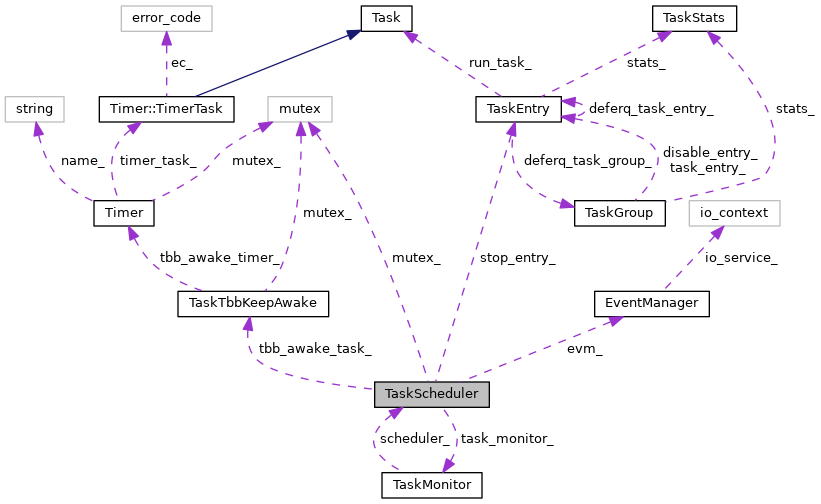 error_code
Task
TaskStats
ec_
run_task_
stats_
string
Timer::TimerTask
mutex
TaskEntry
deferq_task_entry_
stats_
name_
timer_task_
mutex_
deferq_task_group_
disable_entry_
task_entry_
Timer
TaskGroup
io_context
mutex_
tbb_awake_timer_
mutex_
stop_entry_
io_service_
TaskTbbKeepAwake
EventManager
tbb_awake_task_
evm_
TaskScheduler
scheduler_
task_monitor_
TaskMonitor